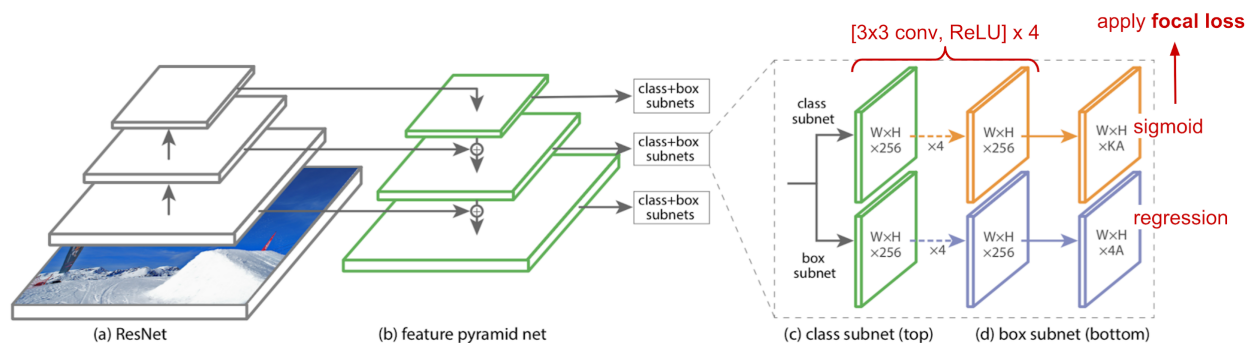 apply focal loss
[3x3 conv, ReLU] x 4
class+box
subnets
class+box
subnets
class+box
subnets
class
subnet
W×H
×256
×4
W×H
×256
W×H
×KA
sigmoid
W×H
×256
×4
W×H
×256
W×H
×4A
regression
box
subnet
(a) ResNet
(b) feature pyramid net
(c) class subnet (top)
(d) box subnet (bottom)